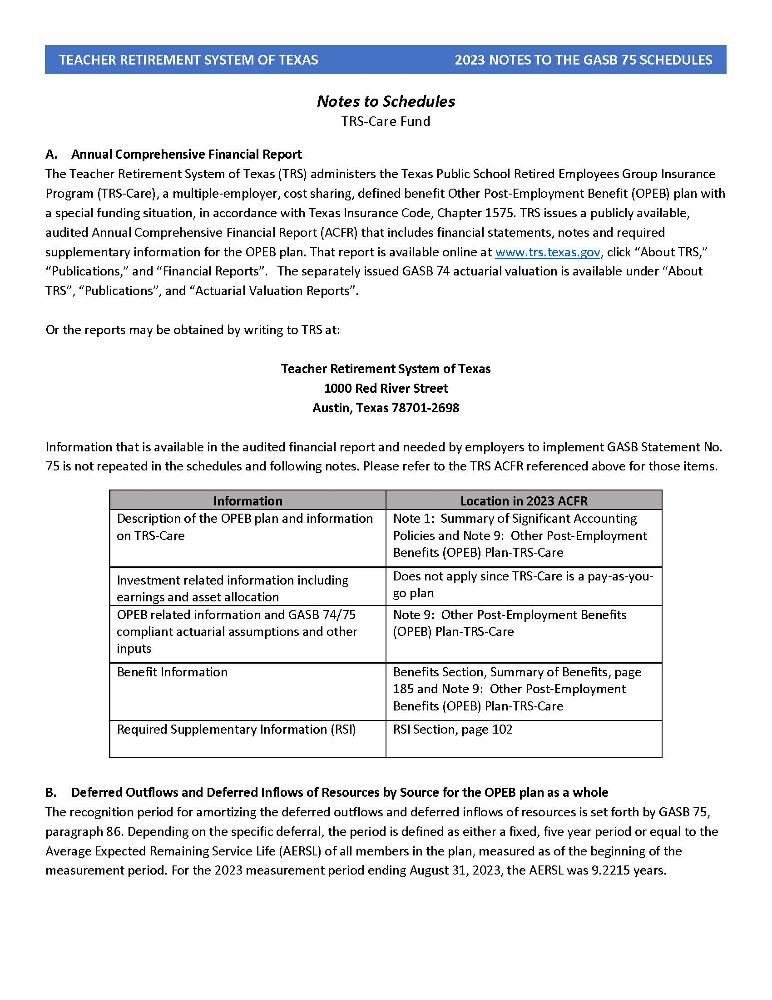 TEACHER RETIREMENT SYSTEM OF TEXAS 2023 NOTES TO THE GASB 75 SCHEDULES
Notes to Schedules
TRS-Care Fund
A. Annual Comprehensive Financial Report
The Teacher Retirement System of Texas (TRS) administers the Texas Public School Retired Employees Group Insurance
Program (TRS-Care), a multiple-employer, cost sharing, defined benefit Other Post-Employment Benefit (OPEB) plan with
a special funding situation, in accordance with Texas Insurance Code, Chapter 1575. TRS issues a publicly available,
audited Annual Comprehensive Financial Report (ACFR) that includes financial statements, notes and required
supplementary information for the OPEB plan. That report is available online at www.trs.texas.gov, click “About TRS,”
“Publications,” and “Financial Reports”. The separately issued GASB 74 actuarial valuation is available under “About
TRS”, “Publications”, and “Actuarial Valuation Reports”.
Or the reports may be obtained by writing to TRS at:
Teacher Retirement System of Texas
1000 Red River Street
Austin, Texas 78701-2698
Information that is available in the audited financial report and needed by employers to implement GASB Statement No.
75 is not repeated in the schedules and following notes. Please refer to the TRS ACFR referenced above for those items.
Information
Location in 2023 ACFR
Description of the OPEB plan and information
on TRS-Care
Note 1: Summary of Significant Accounting
Policies and Note 9: Other Post-Employment
Benefits (OPEB) Plan-TRS-Care
Investment related information including
earnings and asset allocation
Does not apply since TRS-Care is a pay-as-you-
go plan
OPEB related information and GASB 74/75
compliant actuarial assumptions and other
inputs
Note 9: Other Post-Employment Benefits
(OPEB) Plan-TRS-Care
Benefit Information
Benefits Section, Summary of Benefits, page
185 and Note 9: Other Post-Employment
Benefits (OPEB) Plan-TRS-Care
Required Supplementary Information (RSI)
RSI Section, page 102
B. Deferred Outflows and Deferred Inflows of Resources by Source for the OPEB plan as a whole
The recognition period for amortizing the deferred outflows and deferred inflows of resources is set forth by GASB 75,
paragraph 86. Depending on the specific deferral, the period is defined as either a fixed, five year period or equal to the
Average Expected Remaining Service Life (AERSL) of all members in the plan, measured as of the beginning of the
measurement period. For the 2023 measurement period ending August 31, 2023, the AERSL was 9.2215 years.